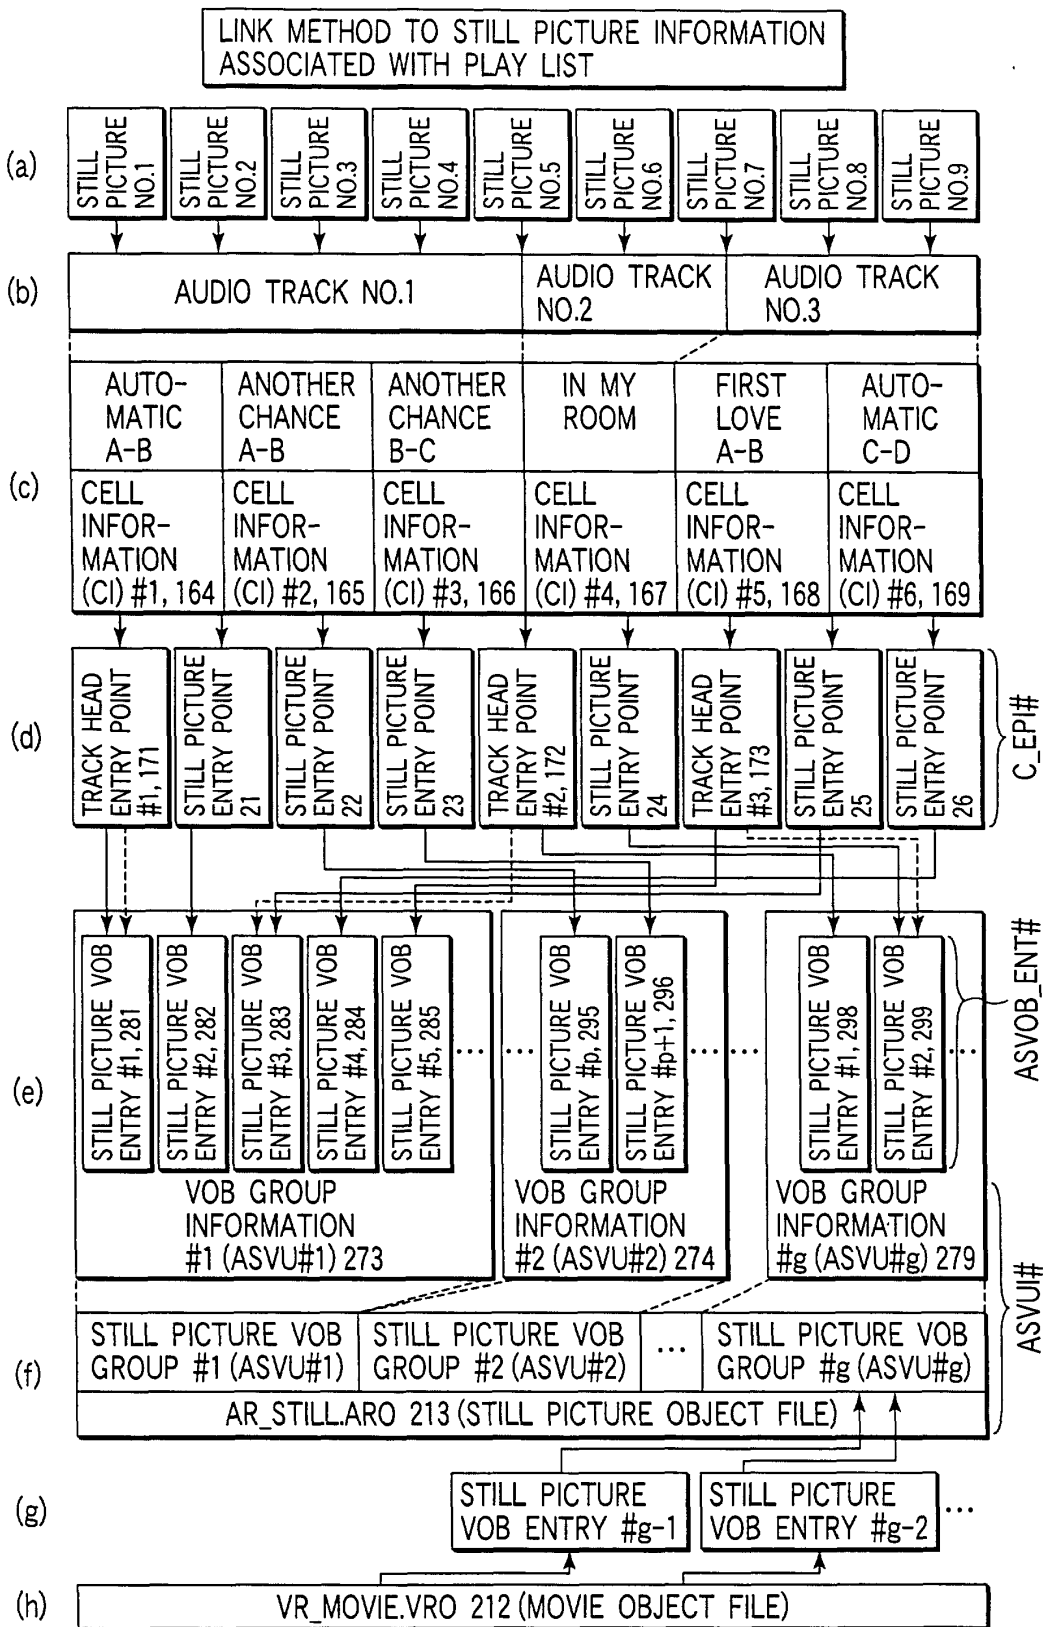 LINK METHOD TO STILL PICTURE INFORMATION
ASSOCIATED WITH PLAY LIST
(a)
STILL
PICTURE
NO.1
STILL
PICTURE
NO.2
STILL
PICTURE
NO.3
STILL
PICTURE
NO.4
STILL
PICTURE
NO.5
STILL
PICTURE
NO.6
STILL
PICTURE
NO.7
STILL
PICTURE
NO.8
STILL
PICTURE
NO.9
(b)
AUDIO TRACK NO.1
AUDIO TRACK
NO.2
AUDIO TRACK
NO.3
(c)
AUTO-
MATIC
A-B
ANOTHER
CHANCE
A-B
ANOTHER
CHANCE
B-C
IN MY
ROOM
FIRST
LOVE
A-B
AUTO-
MATIC
C-D
CELL
INFOR-
MATION
(CI) #1, 164
CELL
INFOR-
MATION
(CI) #2, 165
CELL
INFOR-
MATION
(CI) #3, 166
CELL
INFOR-
MATION
(CI) #4, 167
CELL
INFOR-
MATION
(CI) #5, 168
CELL
INFOR-
MATION
(CI) #6, 169
(d)
TRACK HEAD
ENTRY POINT
#1, 171
STILL PICTURE
ENTRY POINT
21
STILL PICTURE
ENTRY POINT
22
STILL PICTURE
ENTRY POINT
23
TRACK HEAD
ENTRY POINT
#2, 172
STILL PICTURE
ENTRY POINT
24
TRACK HEAD
ENTRY POINT
#3, 173
STILL PICTURE
ENTRY POINT
25
STILL PICTURE
ENTRY POINT
26
C_EPI#
(e)
STILL PICTURE VOB
ENTRY #1, 281
STILL PICTURE VOB
ENTRY #2, 282
STILL PICTURE VOB
ENTRY #3, 283
STILL PICTURE VOB
ENTRY #4, 284
STILL PICTURE VOB
ENTRY #5, 285
....
VOB GROUP
INFORMATION
#1 (ASVU#1) 273
....
STILL PICTURE VOB
ENTRY #p, 295
STILL PICTURE VOB
ENTRY #p+1, 296
....
VOB GROUP
INFORMATION
#2 (ASVU#2) 274
...
STILL PICTURE VOB
ENTRY #1, 298
STILL PICTURE VOB
ENTRY #2, 299
....
VOB GROUP
INFORMATION
#g (ASVU#g) 279
ASVOB_ENT#
ASVUI#
(f)
STILL PICTURE VOB
GROUP #1 (ASVU#1)
STILL PICTURE VOB
GROUP #2 (ASVU#2)
...
STILL PICTURE VOB
GROUP #g (ASVU#g)
AR_STILL.ARO 213 (STILL PICTURE OBJECT FILE)
(g)
STILL PICTURE
VOB ENTRY #g-1
STILL PICTURE
VOB ENTRY #g-2
...
(h)
VR_MOVIE.VRO 212 (MOVIE OBJECT FILE)